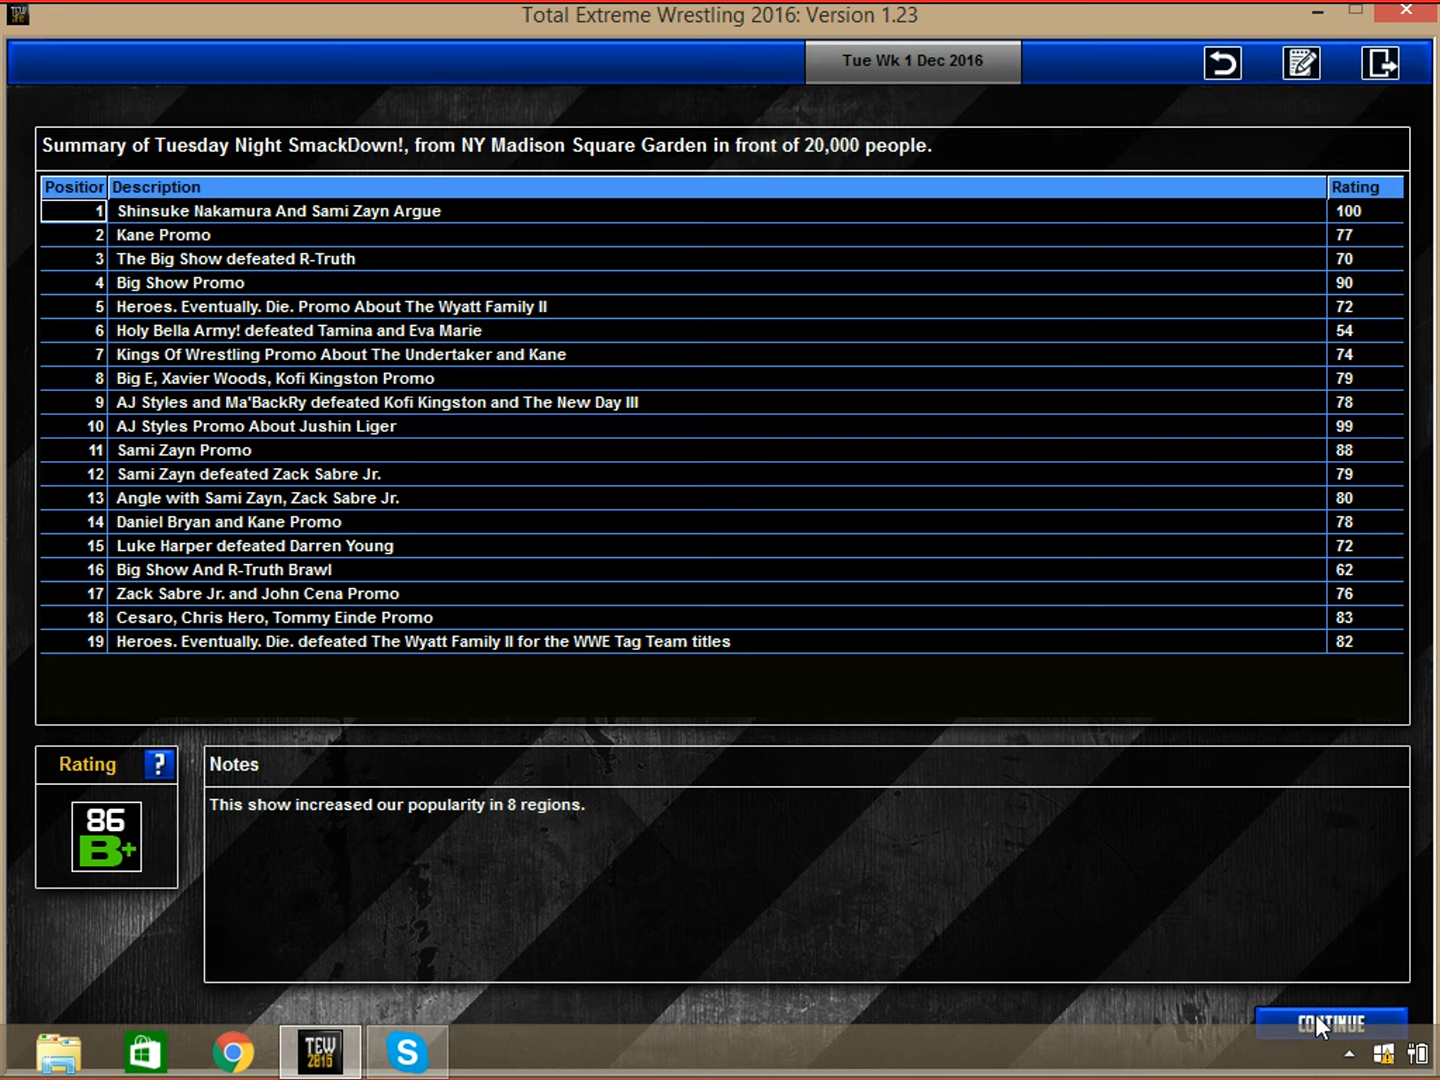 Total Extreme Wrestling 2016: Version 1.23
Tue Wk 1 Dec 2016
Summary of Tuesday Night SmackDown!, from NY Madison Square Garden in front of 20,000 people.
Position Description Rating
1 Shinsuke Nakamura And Sami Zayn Argue 100
2 Kane Promo 77
3 The Big Show defeated R-Truth 70
4 Big Show Promo 90
5 Heroes. Eventually. Die. Promo About The Wyatt Family II 72
6 Holy Bella Army! defeated Tamina and Eva Marie 54
7 Kings Of Wrestling Promo About The Undertaker and Kane 74
8 Big E, Xavier Woods, Kofi Kingston Promo 79
9 AJ Styles and Ma'BackRy defeated Kofi Kingston and The New Day III 78
10 AJ Styles Promo About Jushin Liger 99
11 Sami Zayn Promo 88
12 Sami Zayn defeated Zack Sabre Jr. 79
13 Angle with Sami Zayn, Zack Sabre Jr. 80
14 Daniel Bryan and Kane Promo 78
15 Luke Harper defeated Darren Young 72
16 Big Show And R-Truth Brawl 62
17 Zack Sabre Jr. and John Cena Promo 76
18 Cesaro, Chris Hero, Tommy Einde Promo 83
19 Heroes. Eventually. Die. defeated The Wyatt Family II for the WWE Tag Team titles 82
Rating ?
Notes
86
B+
This show increased our popularity in 8 regions.
CONTINUE
TEW
2016
S